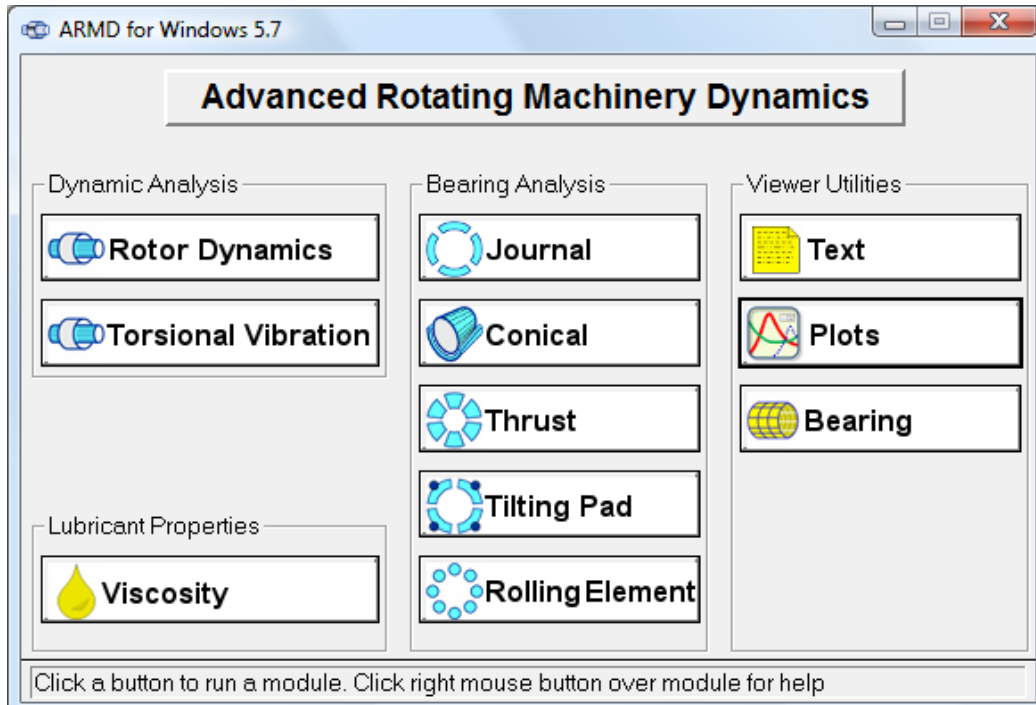 ARMD for Windows 5.7
Advanced Rotating Machinery Dynamics
Dynamic Analysis
Rotor Dynamics
Torsional Vibration
Lubricant Properties
Viscosity
Bearing Analysis
Journal
Conical
Thrust
Tilting Pad
Rolling Element
Viewer Utilities
Text
Plots
Bearing
Click a button to run a module. Click right mouse button over module for help